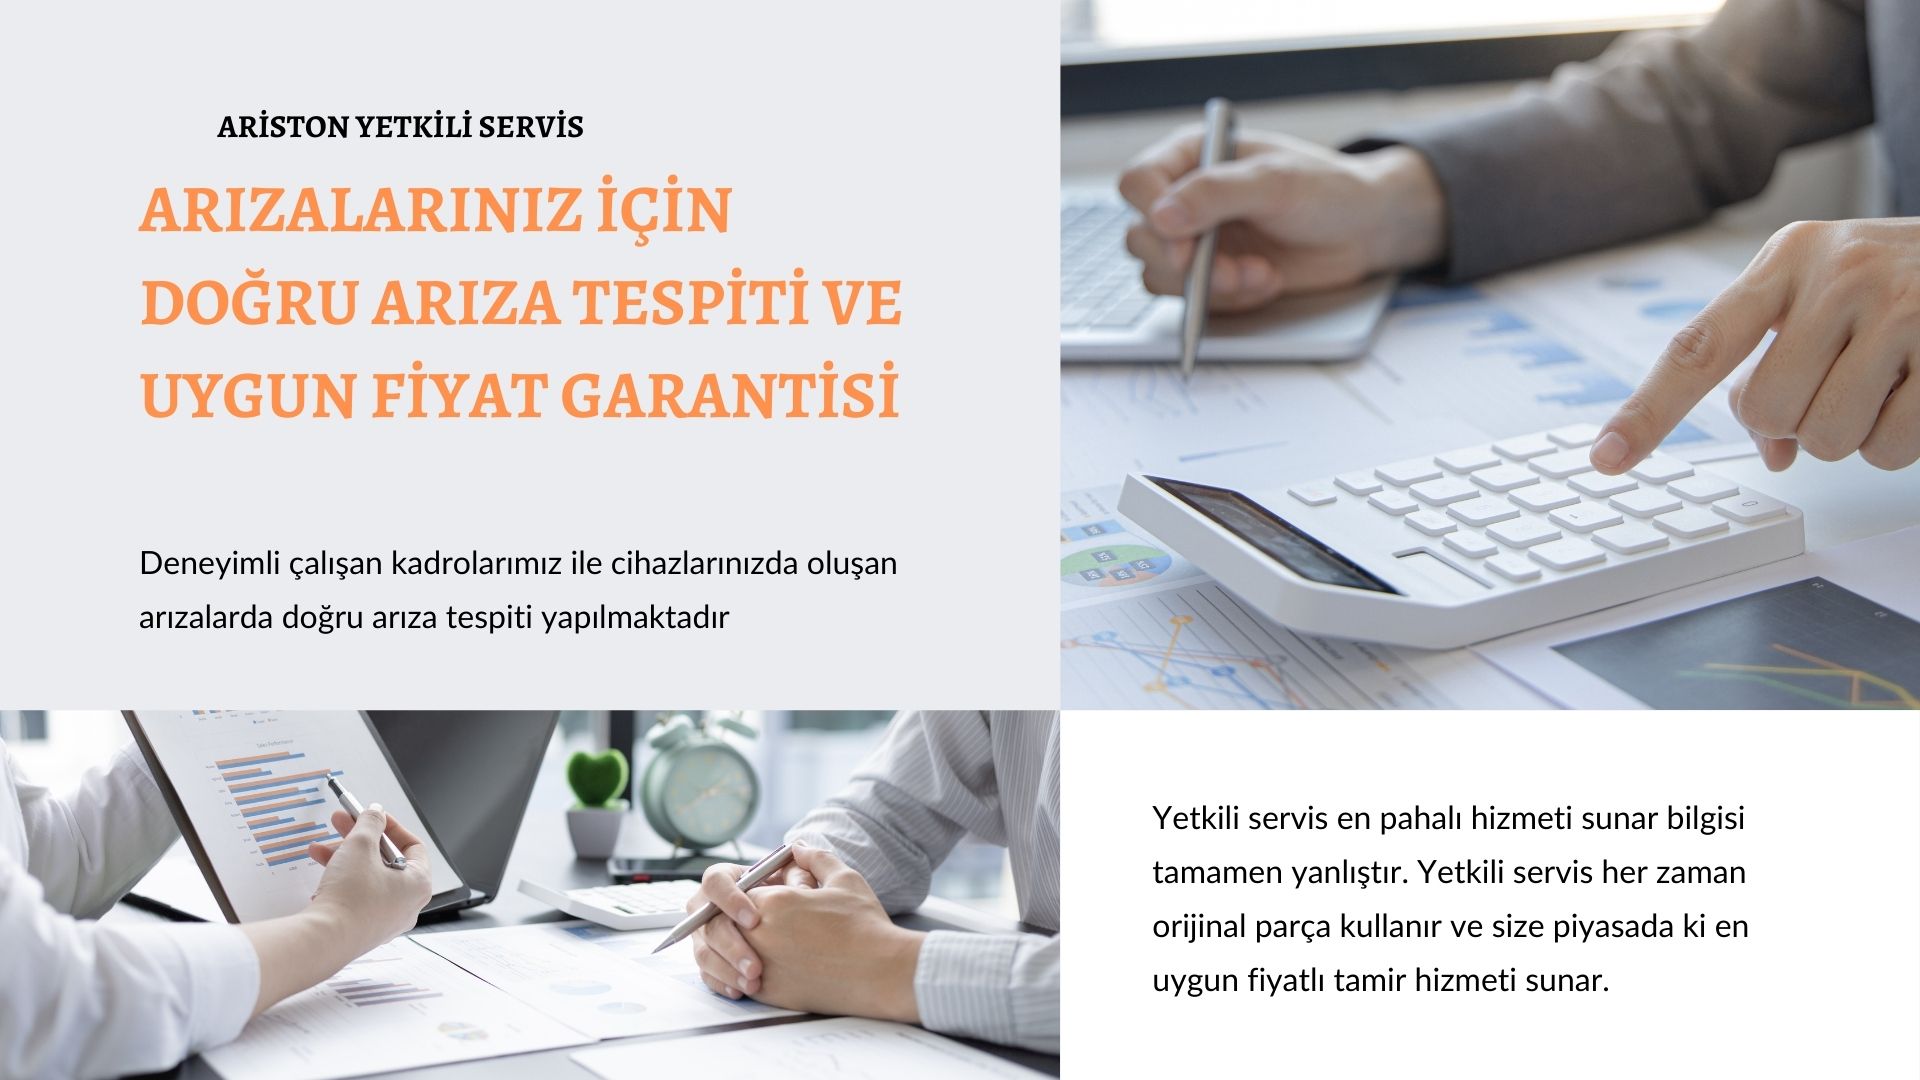 ARİSTON YETKİLİ SERVİS
ARIZALARINIZ İÇİN
DOĞRU ARIZA TESPİTİ VE
UYGUN FİYAT GARANTİSİ
Deneyimli çalışan kadrolarımız ile cihazlarınızda oluşan
arızalarda doğru arıza tespiti yapılmaktadır
Yetkili servis en pahalı hizmeti sunar bilgisi
tamamen yanlıştır. Yetkili servis her zaman
orijinal parça kullanır ve size piyasada ki en
uygun fiyatlı tamir hizmeti sunar.